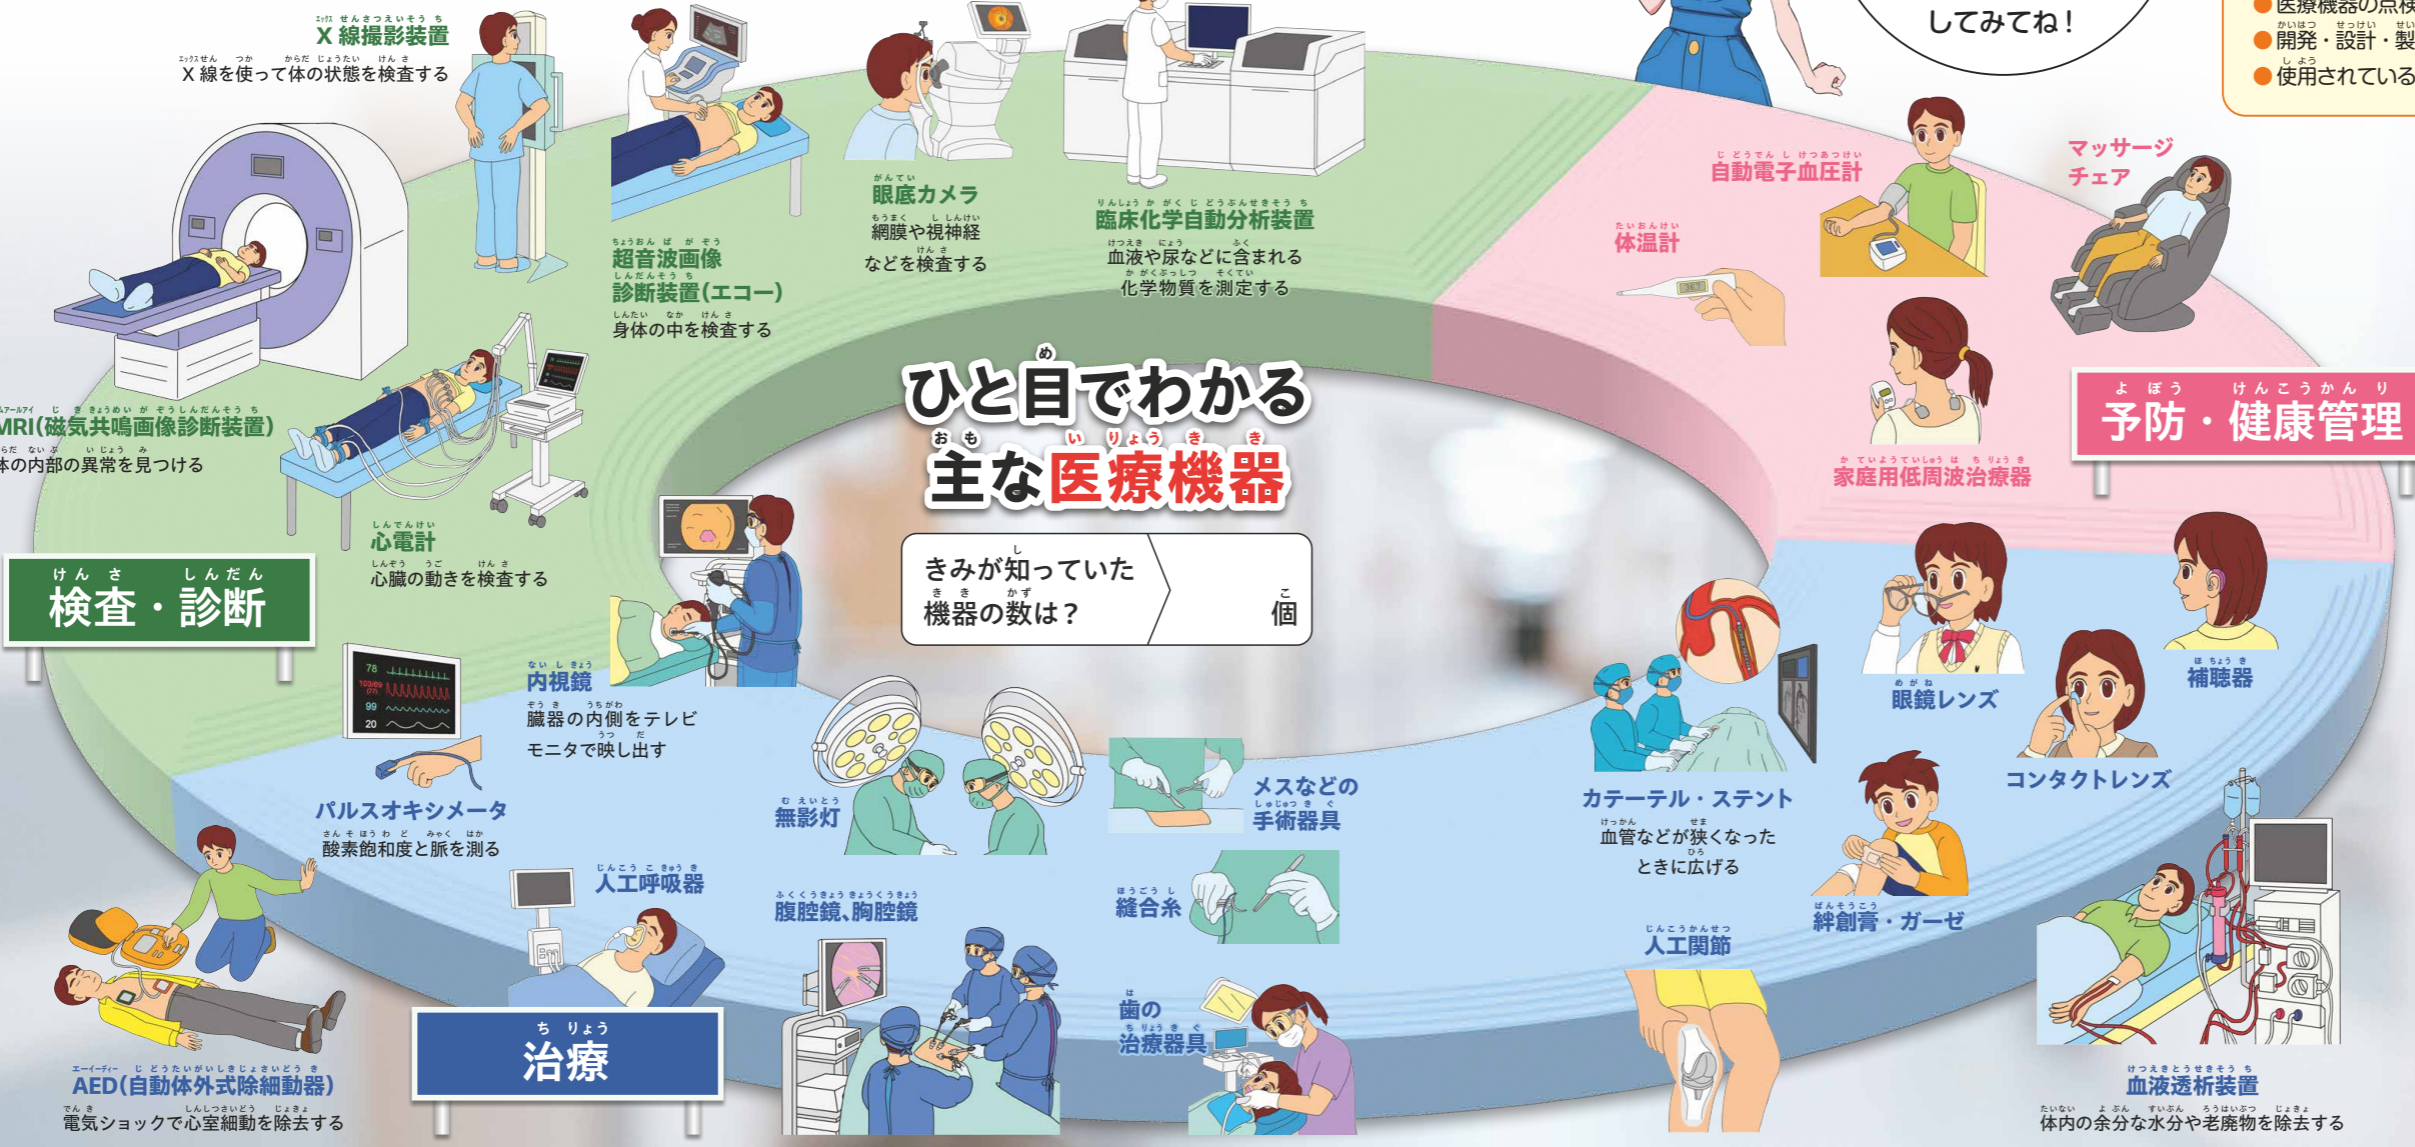 してみてね!
医療機器の点検
開発・設計・製
使用されている
X線撮影装置
X線を使って体の状態を検査する
超音波画像
診断装置(エコー)
身体の中を検査する
眼底カメラ
網膜や視神経
などを検査する
臨床化学自動分析装置
血液や尿などに含まれる
化学物質を測定する
MRI(磁気共鳴画像診断装置)
体の内部の異常を見つける
心電計
心臓の動きを検査する
検査・診断
内視鏡
臓器の内側をテレビ
モニタで映し出す
ひと目でわかる
主な医療機器
きみが知っていた
機器の数は?
個
自動電子血圧計
体温計
マッサージ
チェア
家庭用低周波治療器
予防・健康管理
78
103/69
(77)
99
20
パルスオキシメータ
酸素飽和度と脈を測る
人工呼吸器
無影灯
腹腔鏡、胸腔鏡
メスなどの
手術器具
縫合糸
歯の
治療器具
カテーテル・ステント
血管などが狭くなった
ときに広げる
眼鏡レンズ
補聴器
コンタクトレンズ
絆創膏・ガーゼ
人工関節
血液透析装置
体内の余分な水分や老廃物を除去する
AED(自動体外式除細動器)
電気ショックで心室細動を除去する
治療